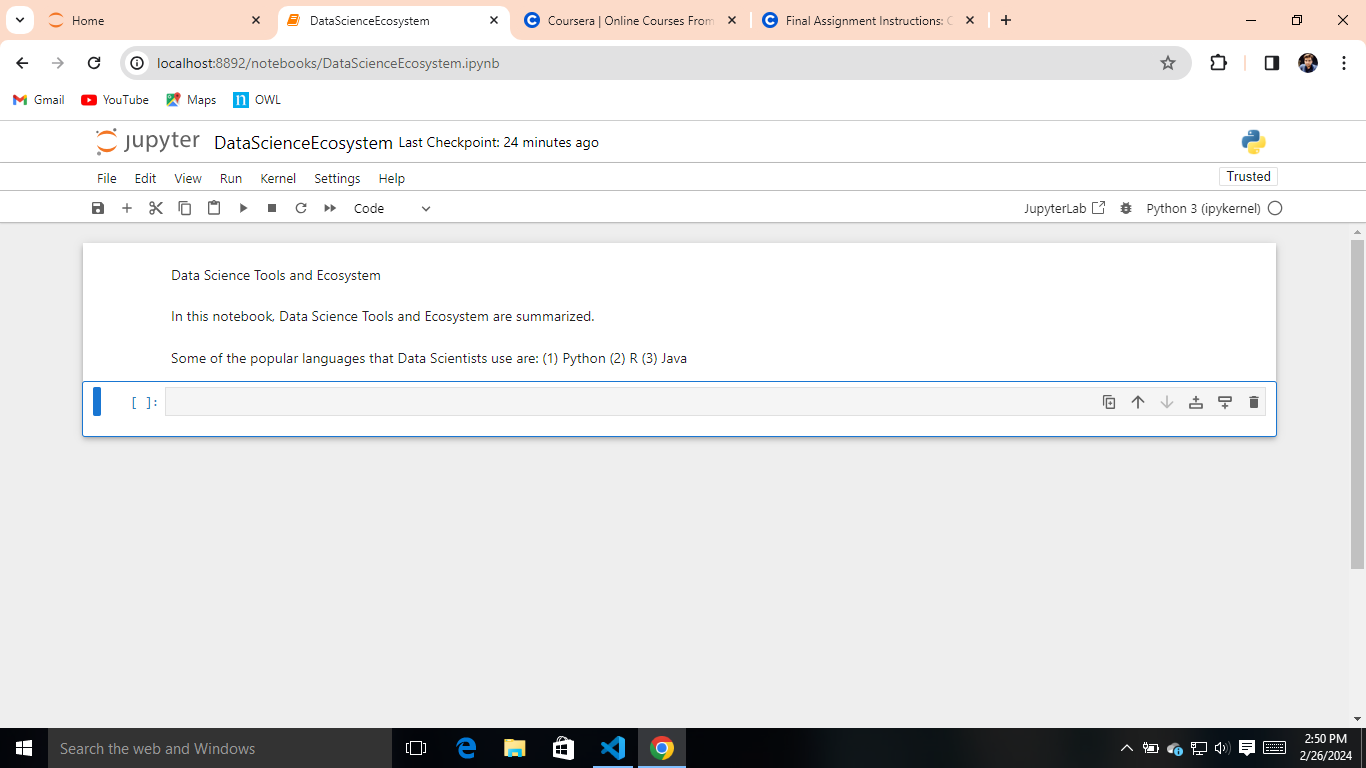 Home
DataScienceEcosystem
Coursera | Online Courses From
Final Assignment Instructions: C
localhost:8892/notebooks/DataScienceEcosystem.ipynb
Gmail
YouTube
Maps
OWL
jupyter
DataScienceEcosystem
Last Checkpoint: 24 minutes ago
File
Edit
View
Run
Kernel
Settings
Help
Trusted
Code
JupyterLab
Python 3 (ipykernel)
Data Science Tools and Ecosystem
In this notebook, Data Science Tools and Ecosystem are summarized.
Some of the popular languages that Data Scientists use are: (1) Python (2) R (3) Java
[ ]:
Search the web and Windows
2:50 PM
2/26/2024